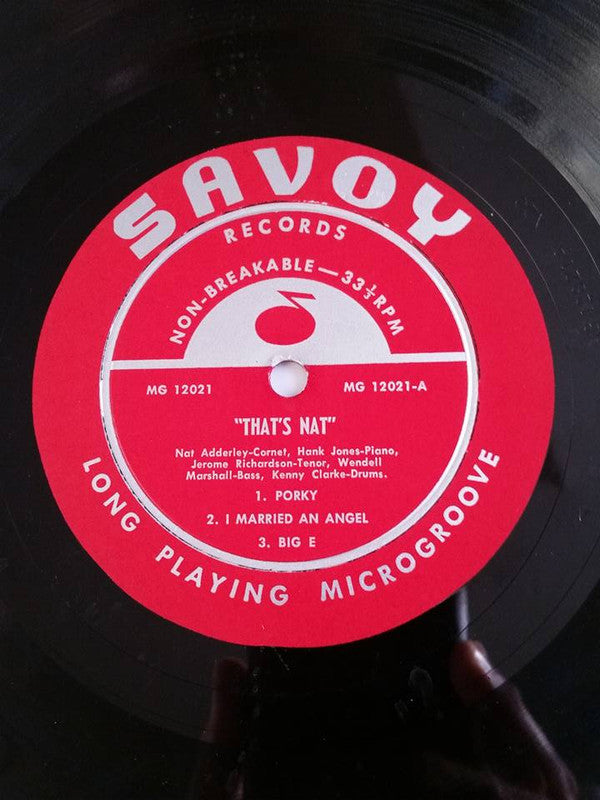 SAVOY
RECORDS
NON-BREAKABLE—33⅓RPM
MG 12021 MG 12021-A
"THAT'S NAT"
Nat Adderley-Cornet, Hank Jones-Piano,
Jerome Richardson-Tenor, Wendell
Marshall-Bass, Kenny Clarke-Drums.
1. PORKY
2. I MARRIED AN ANGEL
3. BIG E
LONG PLAYING MICROGROOVE